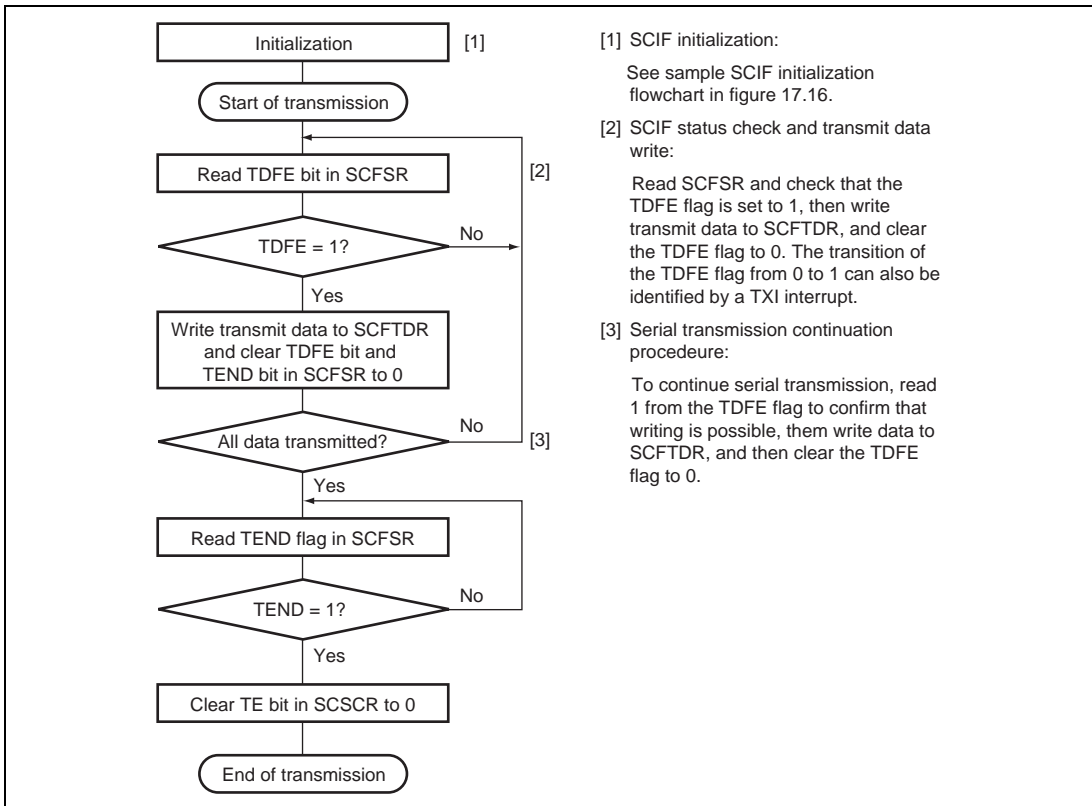 Initialization
[1]
Start of transmission
Read TDFE bit in SCFSR
[2]
TDFE = 1?
No
Yes
Write transmit data to SCFTDR
and clear TDFE bit and
TEND bit in SCFSR to 0
All data transmitted?
No
[3]
Yes
Read TEND flag in SCFSR
TEND = 1?
No
Yes
Clear TE bit in SCSCR to 0
End of transmission
[1] SCIF initialization:
See sample SCIF initialization
flowchart in figure 17.16.
[2] SCIF status check and transmit data
write:
Read SCFSR and check that the
TDFE flag is set to 1, then write
transmit data to SCFTDR, and clear
the TDFE flag to 0. The transition of
the TDFE flag from 0 to 1 can also be
identified by a TXI interrupt.
[3] Serial transmission continuation
procedeure:
To continue serial transmission, read
1 from the TDFE flag to confirm that
writing is possible, them write data to
SCFTDR, and then clear the TDFE
flag to 0.